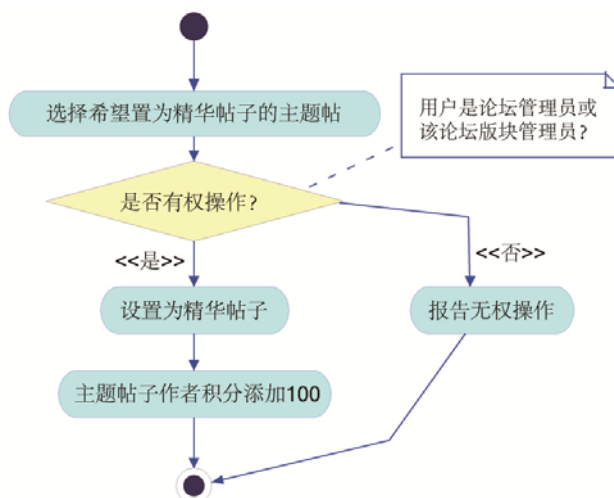 选择希望置为精华帖子的主题帖
用户是论坛管理员或
该论坛版块管理员?
是否有权操作?
<<是>>
<<否>>
设置为精华帖子
报告无权操作
主题帖子作者积分添加100